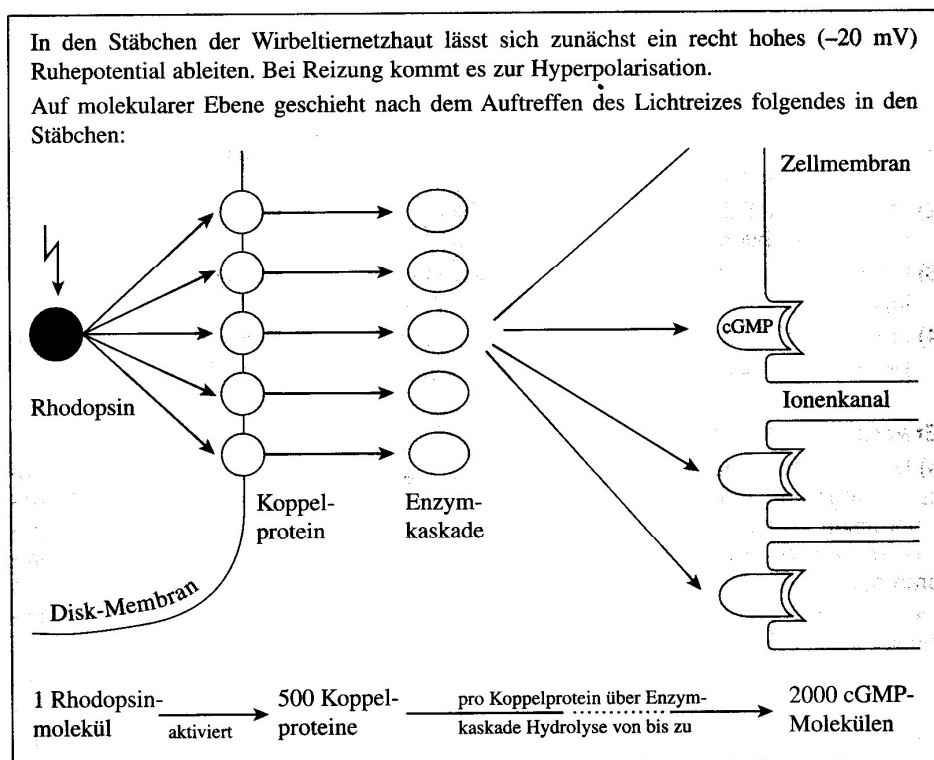 In den Stäbchen der Wirbeltiernetzhaut lässt sich zunächst ein recht hohes (–20 mV)
Ruhepotential ableiten. Bei Reizung kommt es zur Hyperpolarisation.
Auf molekularer Ebene geschieht nach dem Auftreffen des Lichtreizes folgendes in den
Stäbchen:
Zellmembran
cGMP
Rhodopsin
Ionenkanal
Koppel-
protein
Enzym-
kaskade
Disk-Membran
1 Rhodopsin-
molekül
aktiviert
500 Koppel-
proteine
pro Koppelprotein über Enzym-
kaskade Hydrolyse von bis zu
2000 cGMP-
Molekülen